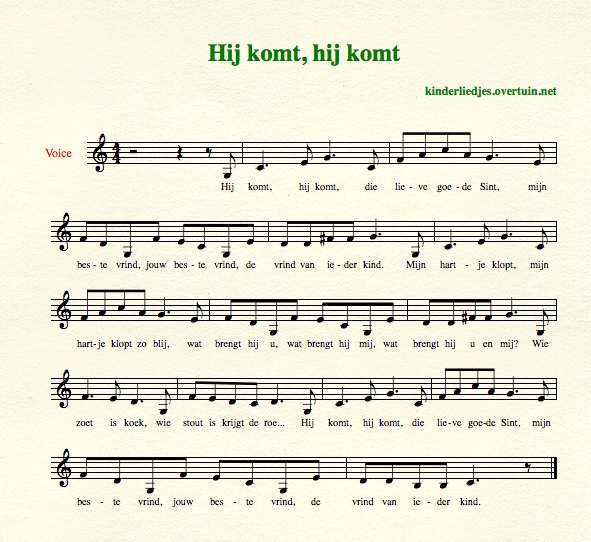 Hij komt, hij komt
kinderliedjes.overtuin.net
Voice
Hij komt, hij komt, die lie - ve goe - de Sint, mijn
bes - te vrind, jouw bes - te vrind, de vrind van ie - der kind. Mijn hart - je klopt, mijn
hart - je klopt zo blij, wat brengt hij u, wat brengt hij mij, wat brengt hij u en mij? Wie
zoet is koek, wie stout is krijgt de roe... Hij komt, hij komt, die lie - ve goe - de Sint, mijn
bes - te vrind, jouw bes - te vrind, de vrind van ie - der kind.